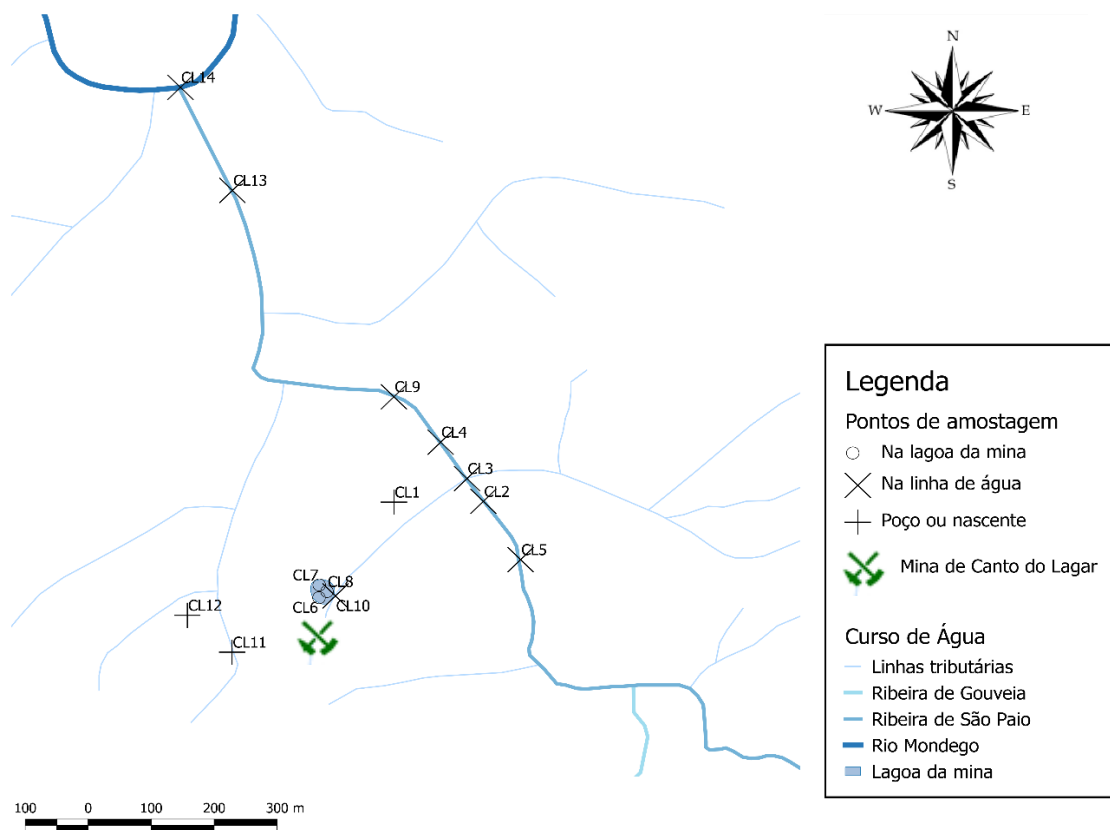 N
W
E
S
CL14
CL13
CL9
CL4
CL3
CL2
CL1
CL5
CL7
CL8
CL6
CL10
CL12
CL11
Legenda
Pontos de amostagem
Na lagoa da mina
Na linha de água
Poço ou nascente
Mina de Canto do Lagar
Curso de Água
Linhas tributárias
Ribeira de Gouveia
Ribeira de São Paio
Rio Mondego
Lagoa da mina
100 0 100 200 300 m